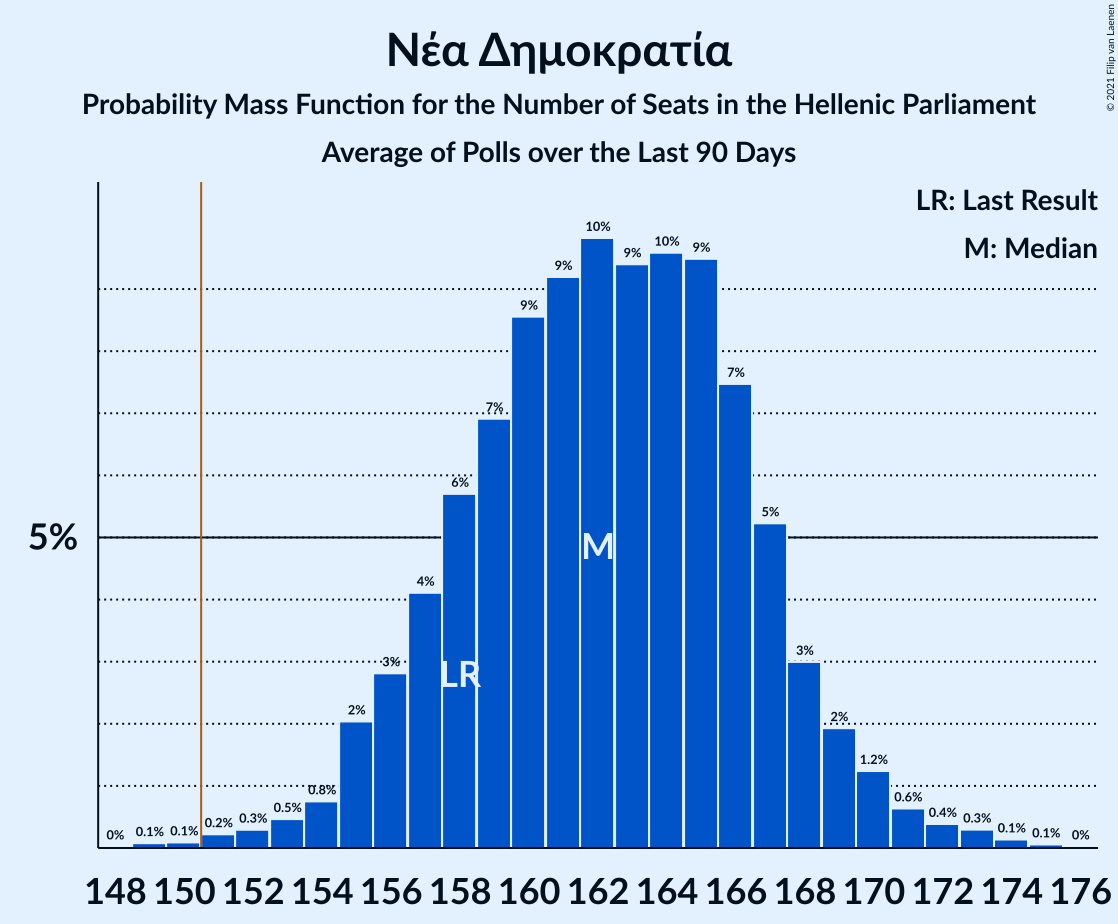 Νέα Δημοκρατία
Probability Mass Function for the Number of Seats in the Hellenic Parliament
Average of Polls over the Last 90 Days
© 2021 Filip van Laenen
LR: Last Result
M: Median
5%
0% 0.1% 0.1% 0.2% 0.3% 0.5% 0.8% 2% 3% 4% 6% 7% 9% 9% 10% 9% 10% 9% 7% 5% 3% 2% 1.2% 0.6% 0.4% 0.3% 0.1% 0.1% 0%
M
LR
148 150 152 154 156 158 160 162 164 166 168 170 172 174 176